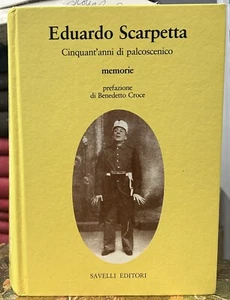 Eduardo Scarpetta
Cinquant'anni di palcoscenico
memorie
prefazione
di Benedetto Croce
SAVELLI EDITORI